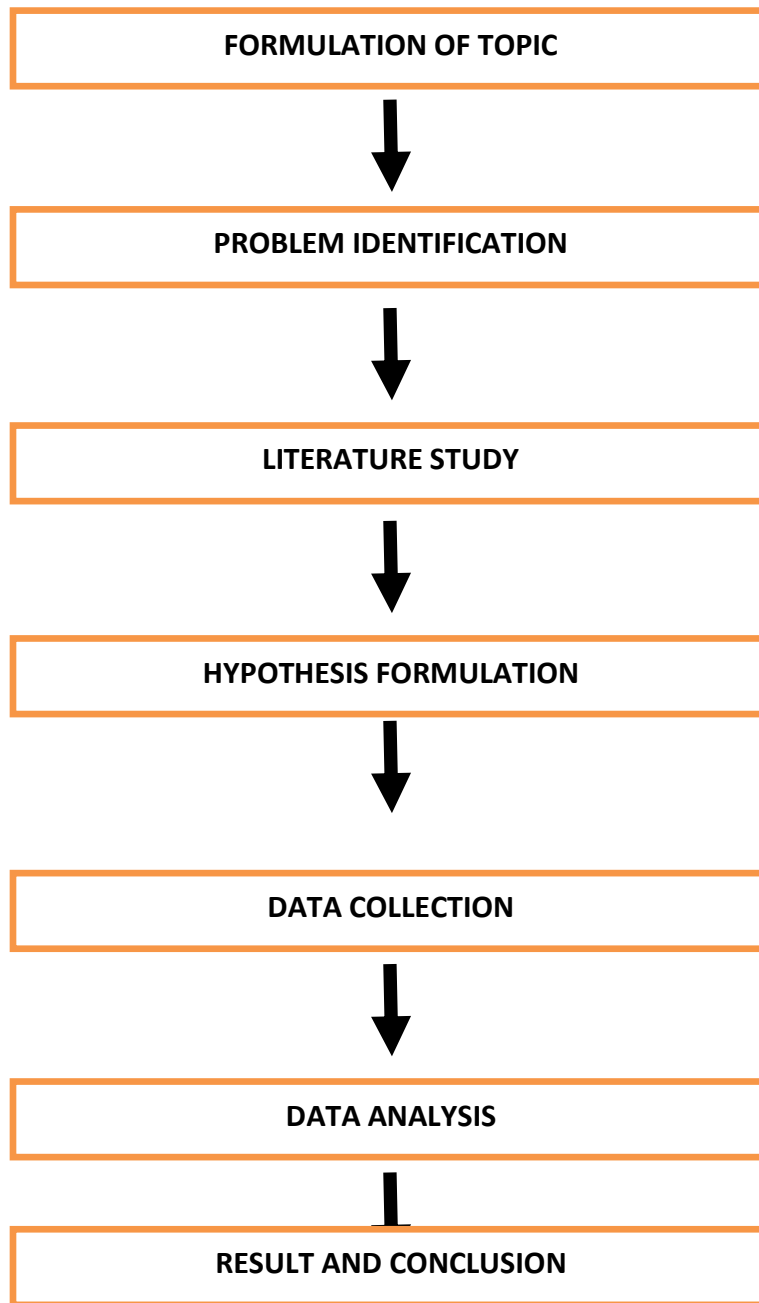 FORMULATION OF TOPIC
PROBLEM IDENTIFICATION
LITERATURE STUDY
HYPOTHESIS FORMULATION
DATA COLLECTION
DATA ANALYSIS
RESULT AND CONCLUSION